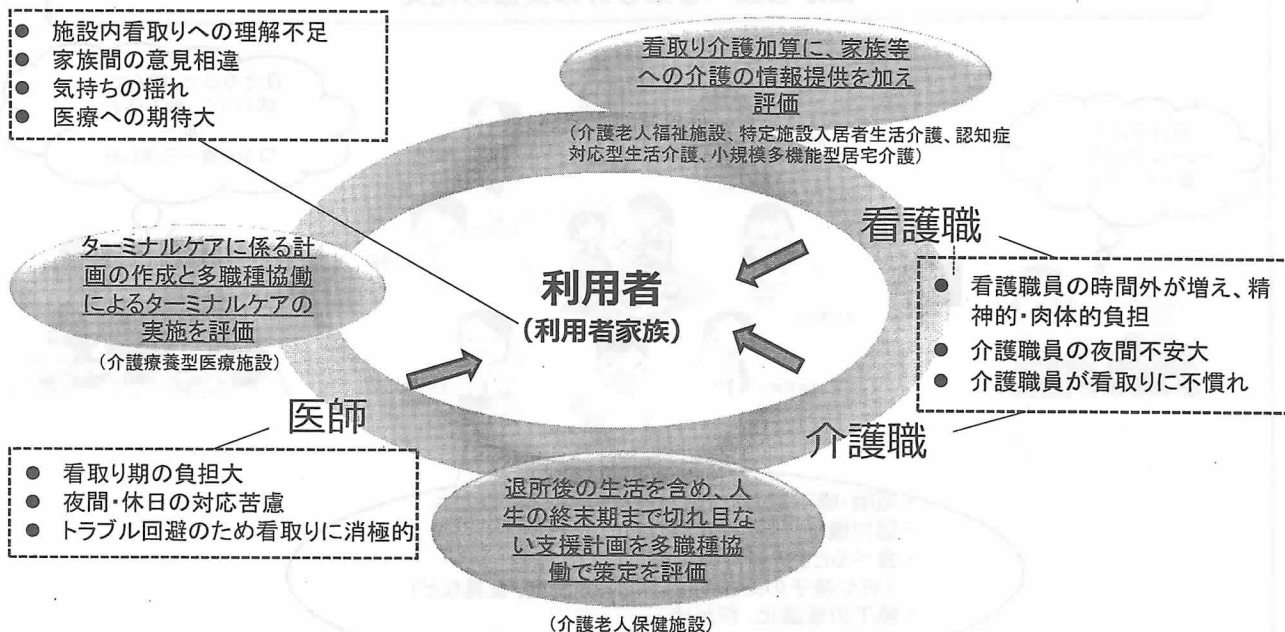 ● 施設内看取りへの理解不足
● 家族間の意見相違
● 気持ちの揺れ
● 医療への期待大
看取り介護加算に、家族等
への介護の情報提供を加え
評価
(介護老人福祉施設、特定施設入居者生活介護、認知症
対応型生活介護、小規模多機能型居宅介護)
ターミナルケアに係る計
画の作成と多職種協働
によるターミナルケアの
実施を評価
(介護療養型医療施設)
利用者
(利用者家族)
看護職
● 看護職員の時間外が増え、精
神的・肉体的負担
● 介護職員の夜間不安大
● 介護職員が看取りに不慣れ
医師
● 看取り期の負担大
● 夜間・休日の対応苦慮
● トラブル回避のため看取りに消極的
介護職
退所後の生活を含め、人
生の終末期まで切れ目な
い支援計画を多職種協
働で策定を評価
(介護老人保健施設)